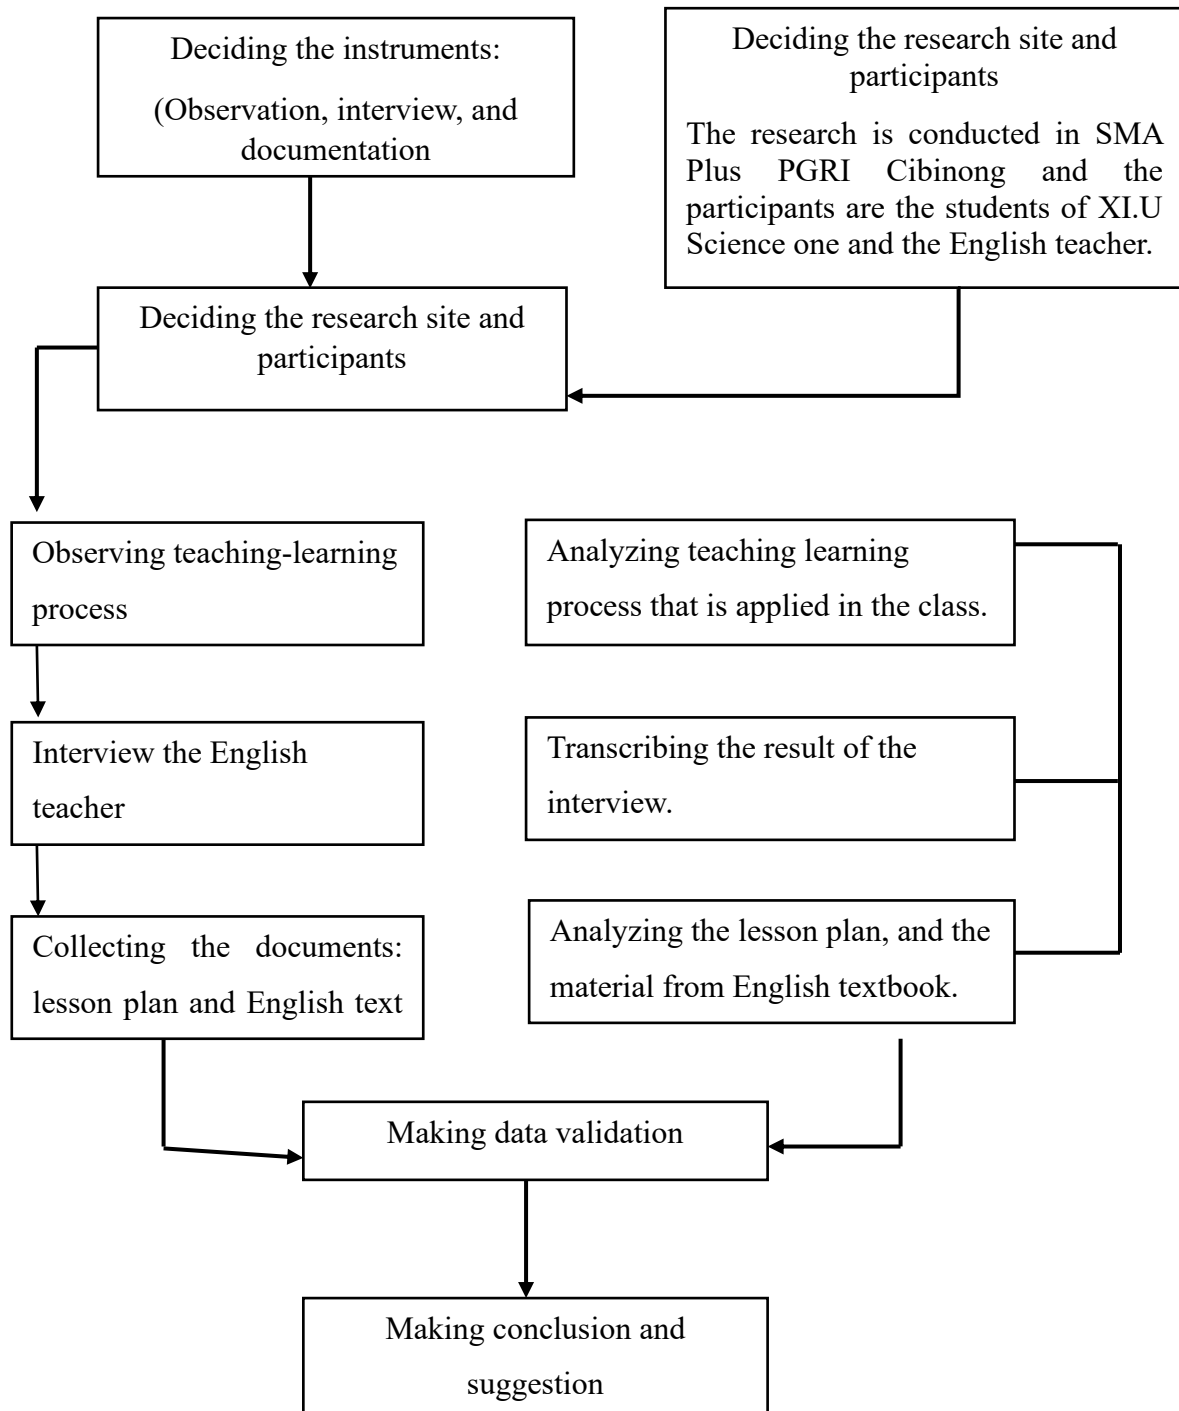 Deciding the instruments:
(Observation, interview, and
documentation
Deciding the research site and
participants
The research is conducted in SMA
Plus PGRI Cibinong and the
participants are the students of XI.U
Science one and the English teacher.
Deciding the research site and
participants
Observing teaching-learning
process
Analyzing teaching learning
process that is applied in the class.
Interview the English
teacher
Transcribing the result of the
interview.
Collecting the documents:
lesson plan and English text
Analyzing the lesson plan, and the
material from English textbook.
Making data validation
Making conclusion and
suggestion